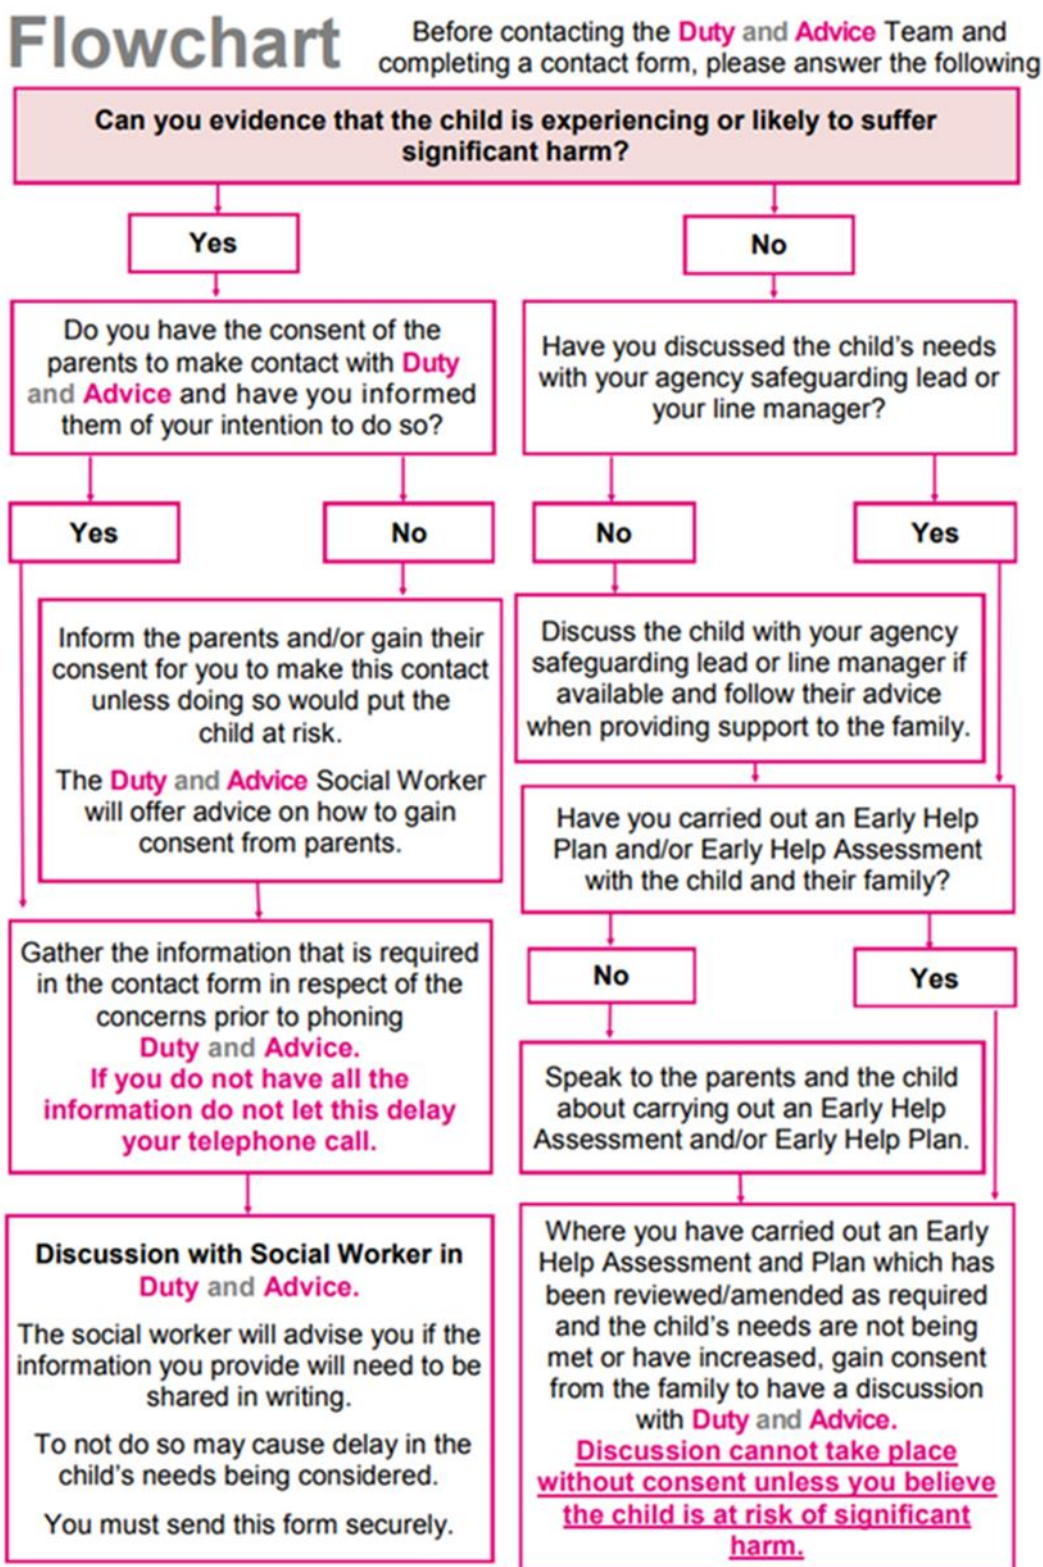 Flowchart
Before contacting the Duty and Advice Team and
completing a contact form, please answer the following
Can you evidence that the child is experiencing or likely to suffer
significant harm?
Yes
No
Do you have the consent of the
parents to make contact with Duty
and Advice and have you informed
them of your intention to do so?
Have you discussed the child's needs
with your agency safeguarding lead or
your line manager?
Yes
No
No
Yes
Inform the parents and/or gain their
consent for you to make this contact
unless doing so would put the
child at risk.
The Duty and Advice Social Worker
will offer advice on how to gain
consent from parents.
Discuss the child with your agency
safeguarding lead or line manager if
available and follow their advice
when providing support to the family.
Have you carried out an Early Help
Plan and/or Early Help Assessment
with the child and their family?
Gather the information that is required
in the contact form in respect of the
concerns prior to phoning
Duty and Advice.
If you do not have all the
information do not let this delay
your telephone call.
No
Yes
Speak to the parents and the child
about carrying out an Early Help
Assessment and/or Early Help Plan.
Discussion with Social Worker in
Duty and Advice.
The social worker will advise you if the
information you provide will need to be
shared in writing.
To not do so may cause delay in the
child's needs being considered.
You must send this form securely.
Where you have carried out an Early
Help Assessment and Plan which has
been reviewed/amended as required
and the child's needs are not being
met or have increased, gain consent
from the family to have a discussion
with Duty and Advice.
Discussion cannot take place
without consent unless you believe
the child is at risk of significant
harm.